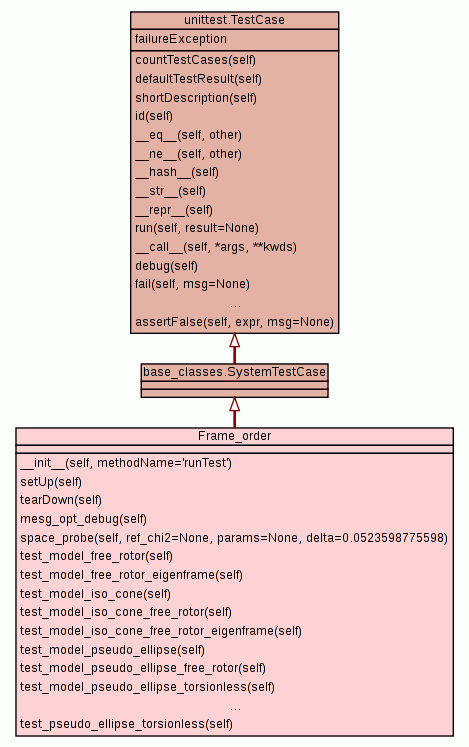 unittest.TestCase
failureException
countTestCases(self)
defaultTestResult(self)
shortDescription(self)
id(self)
__eq__(self, other)
__ne__(self, other)
__hash__(self)
__str__(self)
__repr__(self)
run(self, result=None)
__call__(self, *args, **kwds)
debug(self)
fail(self, msg=None)
...
assertFalse(self, expr, msg=None)
base_classes.SystemTestCase
Frame_order
__init__(self, methodName='runTest')
setUp(self)
tearDown(self)
mesg_opt_debug(self)
space_probe(self, ref_chi2=None, params=None, delta=0.0523598775598)
test_model_free_rotor(self)
test_model_free_rotor_eigenframe(self)
test_model_iso_cone(self)
test_model_iso_cone_free_rotor(self)
test_model_iso_cone_free_rotor_eigenframe(self)
test_model_pseudo_ellipse(self)
test_model_pseudo_ellipse_free_rotor(self)
test_model_pseudo_ellipse_torsionless(self)
...
test_pseudo_ellipse_torsionless(self)